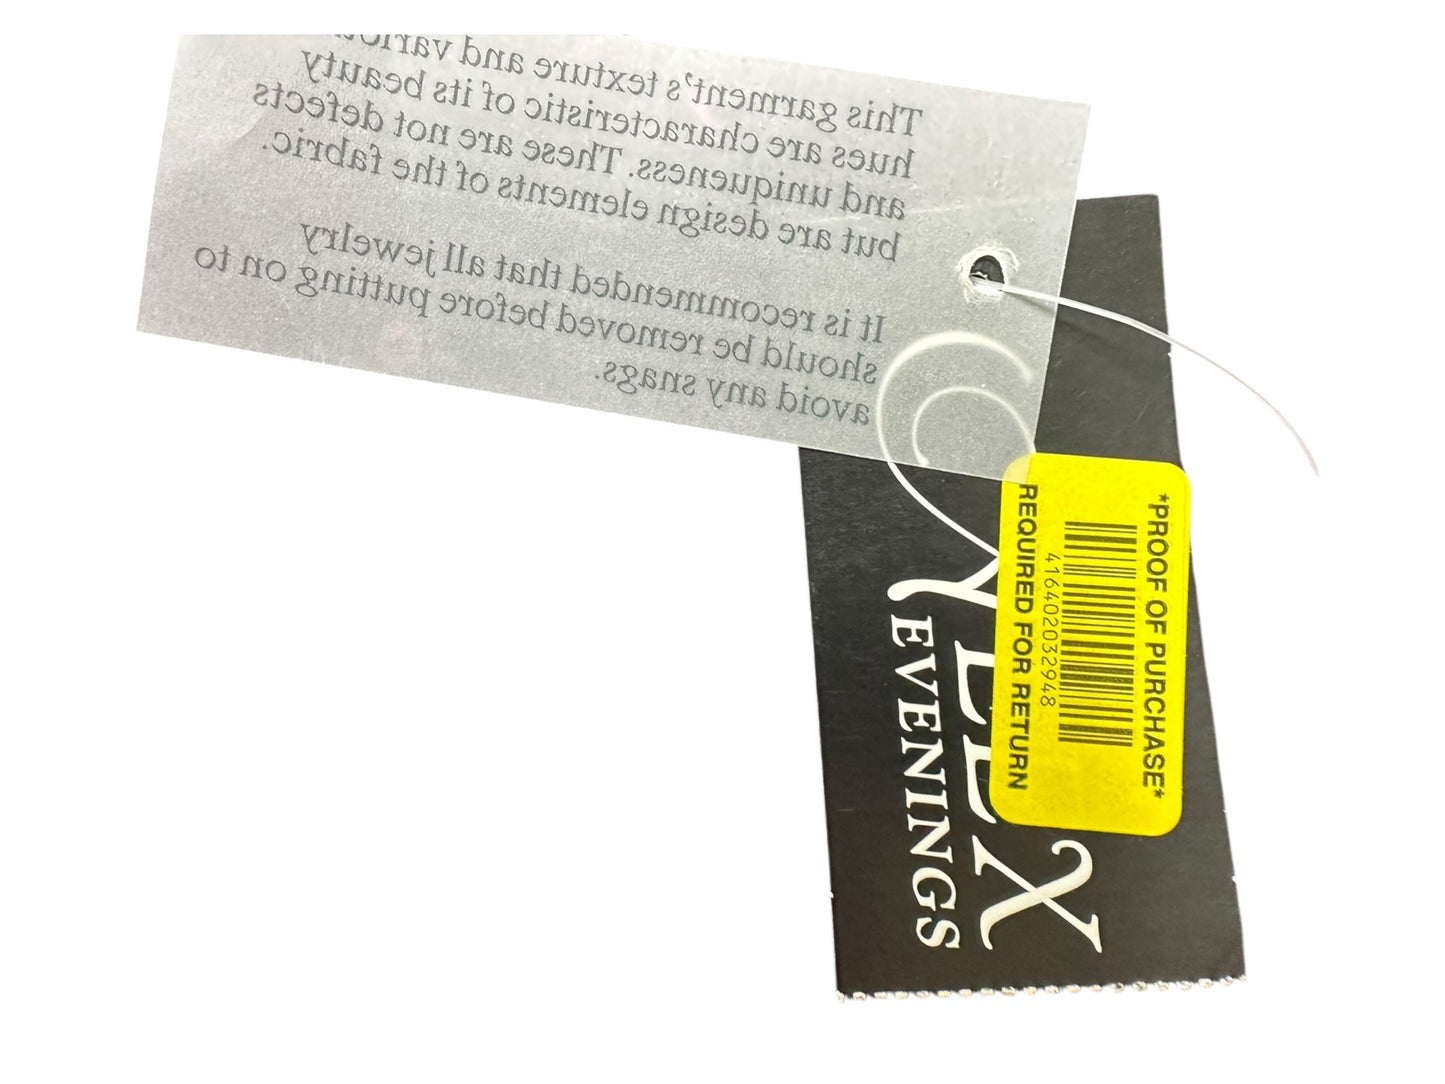 This garment's texture and various
hues are characteristic of its beauty
and uniqueness. These are not defects
but are design elements of the fabric.
It is recommended that all jewelry
should be removed before putting on to
avoid any snags.
*PROOF OF PURCHASE*
416402032948
REQUIRED FOR RETURN
ALEX
EVENINGS